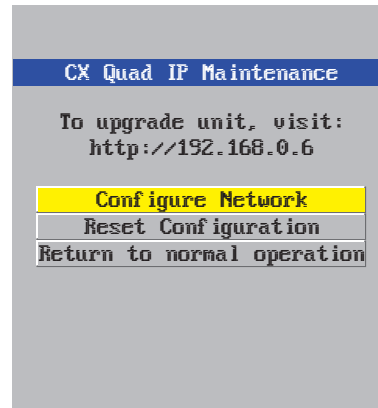 CX Quad IP Maintenance
To upgrade unit, visit:
http://192.168.0.6
Configure Network
Reset Configuration
Return to normal operation